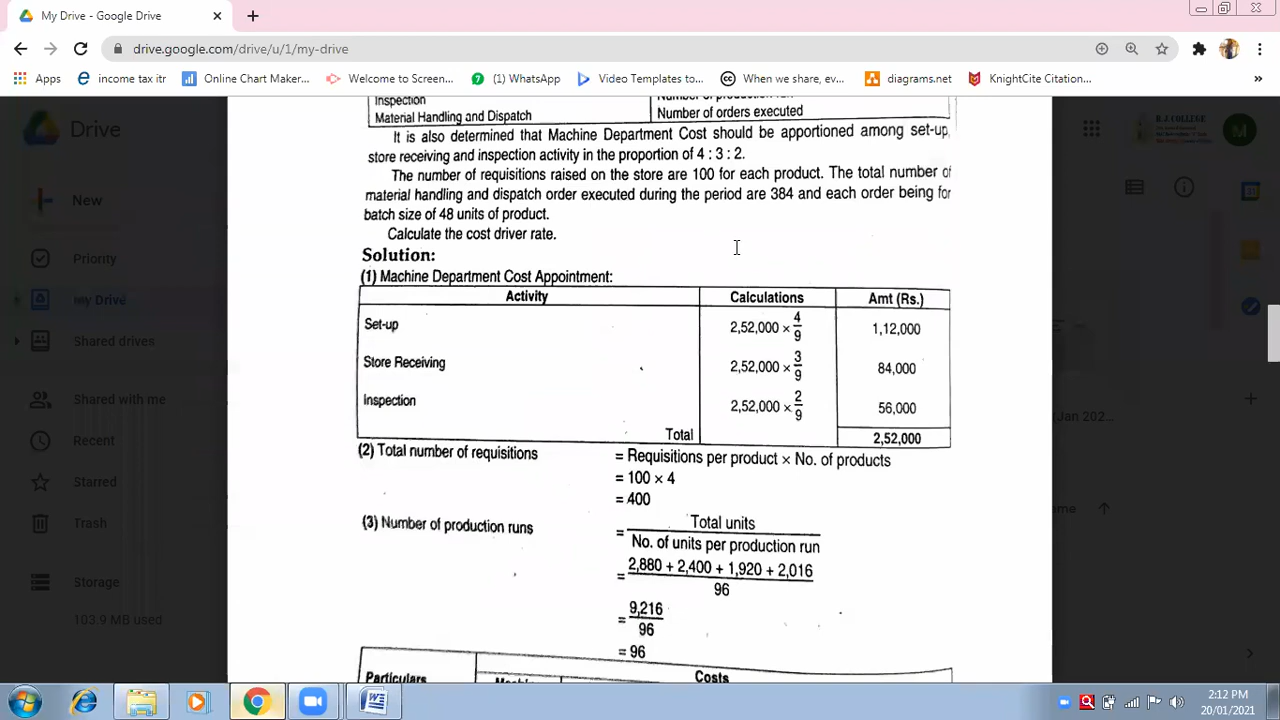 My Drive - Google Drive
drive.google.com/drive/u/1/my-drive
Apps income tax itr Online Chart Maker... Welcome to Screen... (1) WhatsApp Video Templates to... When we share, ev... diagrams.net KnightCite Citation...
Drive
R.J.COLLEGE
M
New
Priority
My Drive
Shared drives
Shared with me
Recent
Starred
Trash
Storage
103.9 MB used
(Jan 202...
Inspection
Material Handling and Dispatch Number of orders executed
It is also determined that Machine Department Cost should be apportioned among set-up,
store receiving and inspection activity in the proportion of 4 : 3 : 2.
The number of requisitions raised on the store are 100 for each product. The total number of
material handling and dispatch order executed during the period are 384 and each order being for
batch size of 48 units of product.
Calculate the cost driver rate.
Solution:
(1) Machine Department Cost Appointment:
Activity Calculations Amt (Rs.)
Set-up 2,52,000 × 4/9 1,12,000
Store Receiving 2,52,000 × 3/9 84,000
Inspection 2,52,000 × 2/9 56,000
Total 2,52,000
(2) Total number of requisitions = Requisitions per product × No. of products
= 100 × 4
= 400
(3) Number of production runs = Total units
No. of units per production run
= 2,880 + 2,400 + 1,920 + 2,016
96
= 9,216
96
= 96
Particulars Costs
2:12 PM
20/01/2021